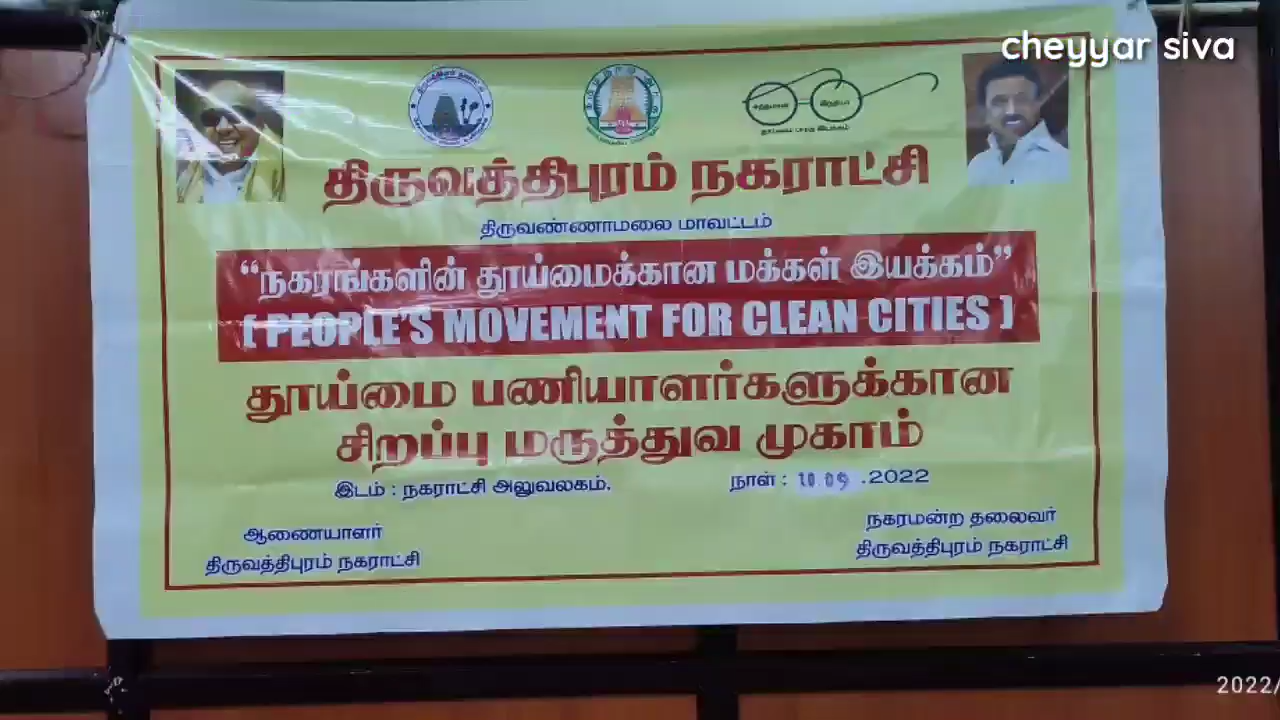 cheyyar siva
திருவத்திபுரம் நகராட்சி
திருவண்ணாமலை மாவட்டம்
“நகரங்களின் தூய்மைக்கான மக்கள் இயக்கம்”
( PEOPLE'S MOVEMENT FOR CLEAN CITIES )
தூய்மை பணியாளர்களுக்கான
சிறப்பு மருத்துவ முகாம்
இடம் : நகராட்சி அலுவலகம்.
நாள் : 10.09.2022
ஆணையாளர்
திருவத்திபுரம் நகராட்சி
நகரமன்ற தலைவர்
திருவத்திபுரம் நகராட்சி
2022/